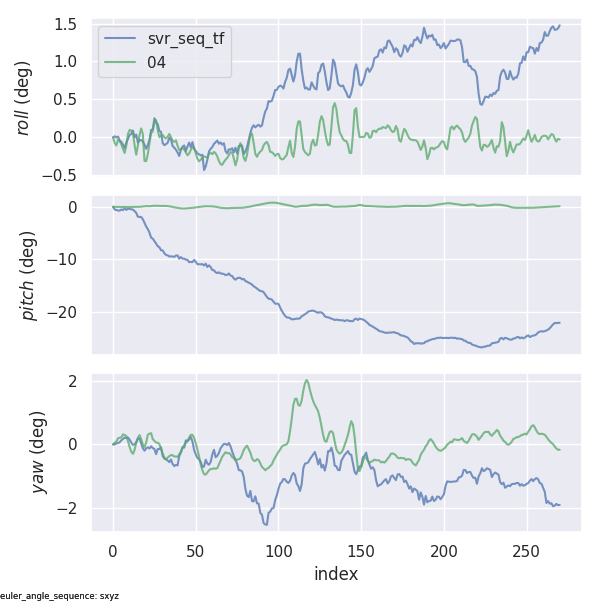 1.5
1.0
0.5
0.0
−0.5
roll (deg)
svr_seq_tf
04
0
−10
−20
pitch (deg)
2
0
−2
yaw (deg)
0 50 100 150 200 250
index
euler_angle_sequence: sxyz